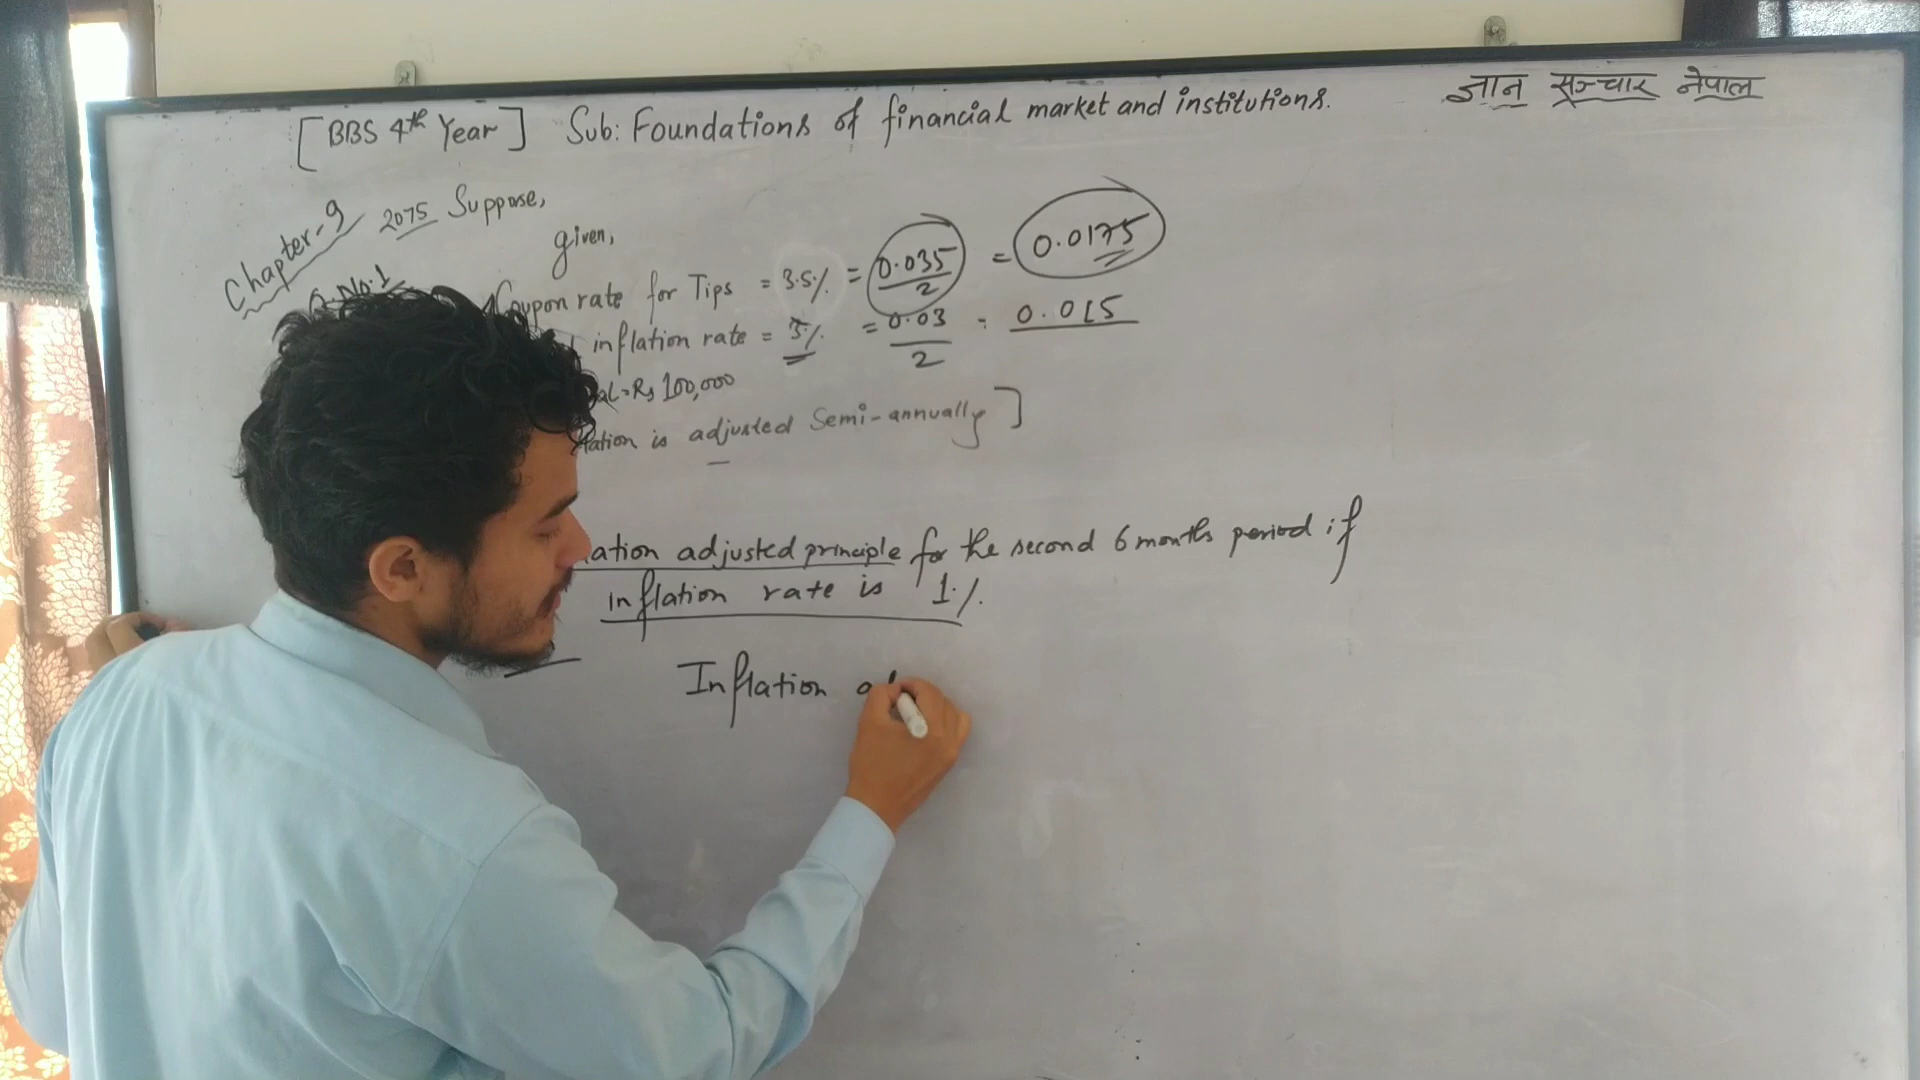 [BBS 4th Year] Sub: Foundations of financial market and institutions.
ज्ञान सञ्चार नेपाल
Chapter-9
2075 Suppose,
Q.No.1
given,
Coupon rate for Tips = 3.5% = 0.035/2 = 0.0175
inflation rate = 3% = 0.03/2 = 0.015
pal=Rs 100,000
lation is adjusted Semi-annually]
lation adjusted principle for the second 6 months period if
inflation rate is 1%.
Inflation ad